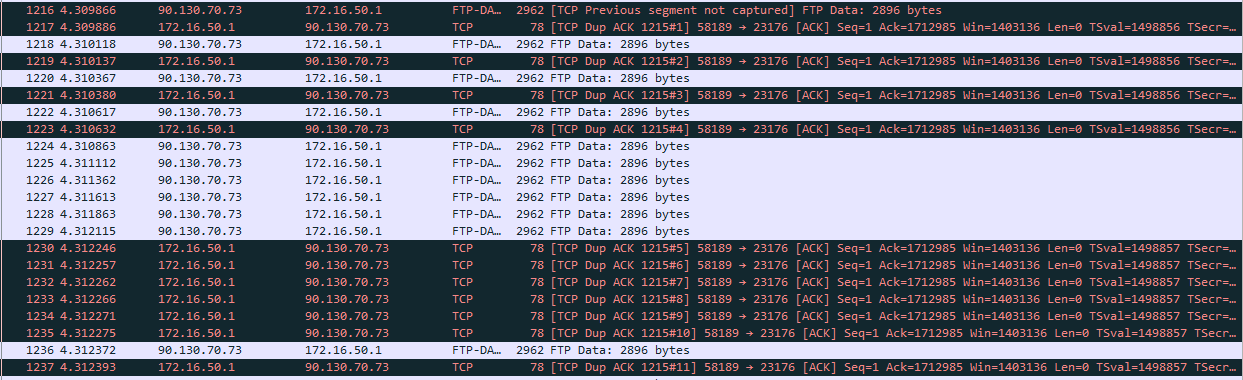 1216 4.309866 90.130.70.73 172.16.50.1 FTP-DA… 2962 [TCP Previous segment not captured] FTP Data: 2896 bytes
1217 4.309886 172.16.50.1 90.130.70.73 TCP 78 [TCP Dup ACK 1215#1] 58189 → 23176 [ACK] Seq=1 Ack=1712985 Win=1403136 Len=0 TSval=1498856 TSecr=…
1218 4.310118 90.130.70.73 172.16.50.1 FTP-DA… 2962 FTP Data: 2896 bytes
1219 4.310137 172.16.50.1 90.130.70.73 TCP 78 [TCP Dup ACK 1215#2] 58189 → 23176 [ACK] Seq=1 Ack=1712985 Win=1403136 Len=0 TSval=1498856 TSecr=…
1220 4.310367 90.130.70.73 172.16.50.1 FTP-DA… 2962 FTP Data: 2896 bytes
1221 4.310380 172.16.50.1 90.130.70.73 TCP 78 [TCP Dup ACK 1215#3] 58189 → 23176 [ACK] Seq=1 Ack=1712985 Win=1403136 Len=0 TSval=1498856 TSecr=…
1222 4.310617 90.130.70.73 172.16.50.1 FTP-DA… 2962 FTP Data: 2896 bytes
1223 4.310632 172.16.50.1 90.130.70.73 TCP 78 [TCP Dup ACK 1215#4] 58189 → 23176 [ACK] Seq=1 Ack=1712985 Win=1403136 Len=0 TSval=1498856 TSecr=…
1224 4.310863 90.130.70.73 172.16.50.1 FTP-DA… 2962 FTP Data: 2896 bytes
1225 4.311112 90.130.70.73 172.16.50.1 FTP-DA… 2962 FTP Data: 2896 bytes
1226 4.311362 90.130.70.73 172.16.50.1 FTP-DA… 2962 FTP Data: 2896 bytes
1227 4.311613 90.130.70.73 172.16.50.1 FTP-DA… 2962 FTP Data: 2896 bytes
1228 4.311863 90.130.70.73 172.16.50.1 FTP-DA… 2962 FTP Data: 2896 bytes
1229 4.312115 90.130.70.73 172.16.50.1 FTP-DA… 2962 FTP Data: 2896 bytes
1230 4.312246 172.16.50.1 90.130.70.73 TCP 78 [TCP Dup ACK 1215#5] 58189 → 23176 [ACK] Seq=1 Ack=1712985 Win=1403136 Len=0 TSval=1498857 TSecr=…
1231 4.312257 172.16.50.1 90.130.70.73 TCP 78 [TCP Dup ACK 1215#6] 58189 → 23176 [ACK] Seq=1 Ack=1712985 Win=1403136 Len=0 TSval=1498857 TSecr=…
1232 4.312262 172.16.50.1 90.130.70.73 TCP 78 [TCP Dup ACK 1215#7] 58189 → 23176 [ACK] Seq=1 Ack=1712985 Win=1403136 Len=0 TSval=1498857 TSecr=…
1233 4.312266 172.16.50.1 90.130.70.73 TCP 78 [TCP Dup ACK 1215#8] 58189 → 23176 [ACK] Seq=1 Ack=1712985 Win=1403136 Len=0 TSval=1498857 TSecr=…
1234 4.312271 172.16.50.1 90.130.70.73 TCP 78 [TCP Dup ACK 1215#9] 58189 → 23176 [ACK] Seq=1 Ack=1712985 Win=1403136 Len=0 TSval=1498857 TSecr=…
1235 4.312275 172.16.50.1 90.130.70.73 TCP 78 [TCP Dup ACK 1215#10] 58189 → 23176 [ACK] Seq=1 Ack=1712985 Win=1403136 Len=0 TSval=1498857 TSecr…
1236 4.312372 90.130.70.73 172.16.50.1 FTP-DA… 2962 FTP Data: 2896 bytes
1237 4.312393 172.16.50.1 90.130.70.73 TCP 78 [TCP Dup ACK 1215#11] 58189 → 23176 [ACK] Seq=1 Ack=1712985 Win=1403136 Len=0 TSval=1498857 TSecr…